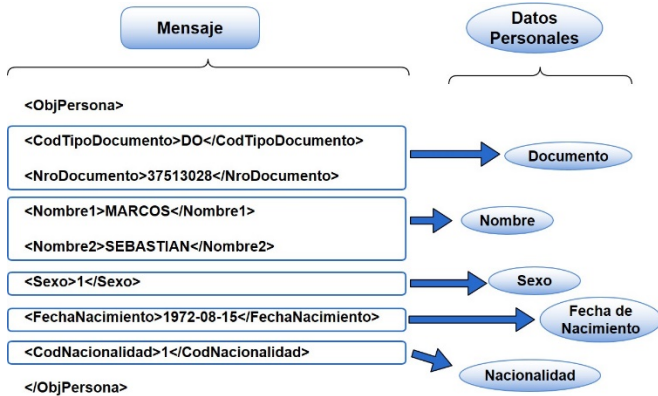 Mensaje
Datos
Personales
<ObjPersona>
<CodTipoDocumento>DO</CodTipoDocumento>
<NroDocumento>37513028</NroDocumento>
Documento
<Nombre1>MARCOS</Nombre1>
<Nombre2>SEBASTIAN</Nombre2>
Nombre
<Sexo>1</Sexo>
Sexo
<FechaNacimiento>1972-08-15</FechaNacimiento>
Fecha de
Nacimiento
<CodNacionalidad>1</CodNacionalidad>
Nacionalidad
</ObjPersona>